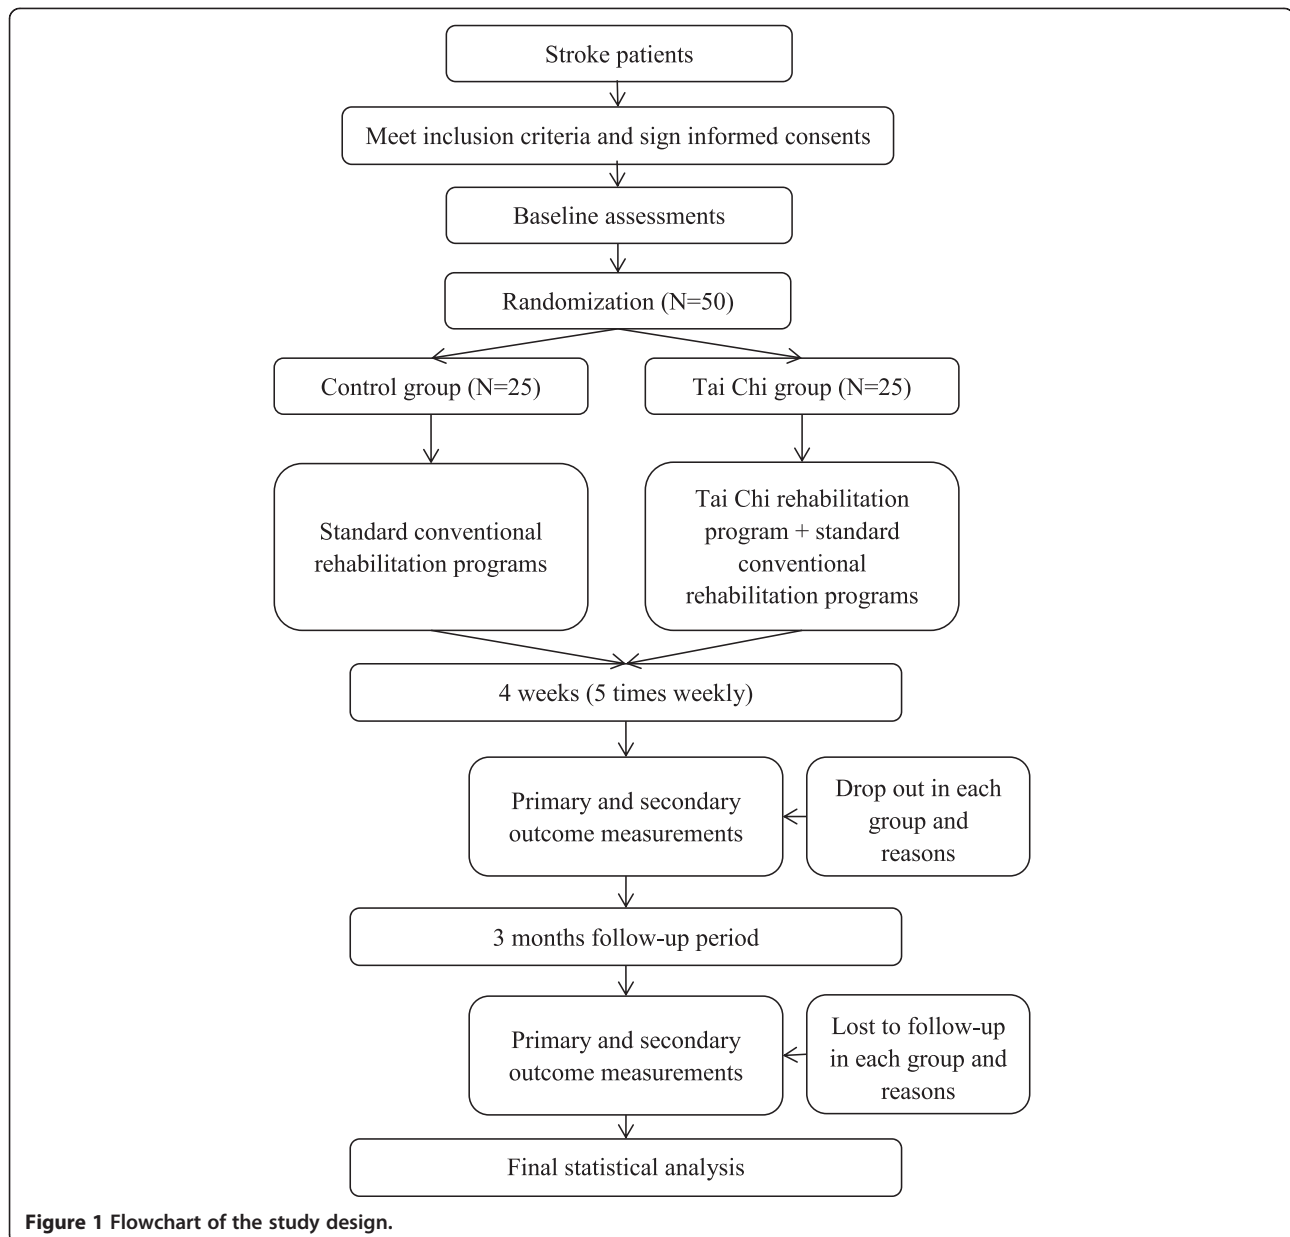 Stroke patients
Meet inclusion criteria and sign informed consents
Baseline assessments
Randomization (N=50)
Control group (N=25)
Tai Chi group (N=25)
Standard conventional
rehabilitation programs
Tai Chi rehabilitation
program + standard
conventional
rehabilitation programs
4 weeks (5 times weekly)
Primary and secondary
outcome measurements
Drop out in each
group and
reasons
3 months follow-up period
Primary and secondary
outcome measurements
Lost to follow-up
in each group and
reasons
Final statistical analysis
Figure 1 Flowchart of the study design.